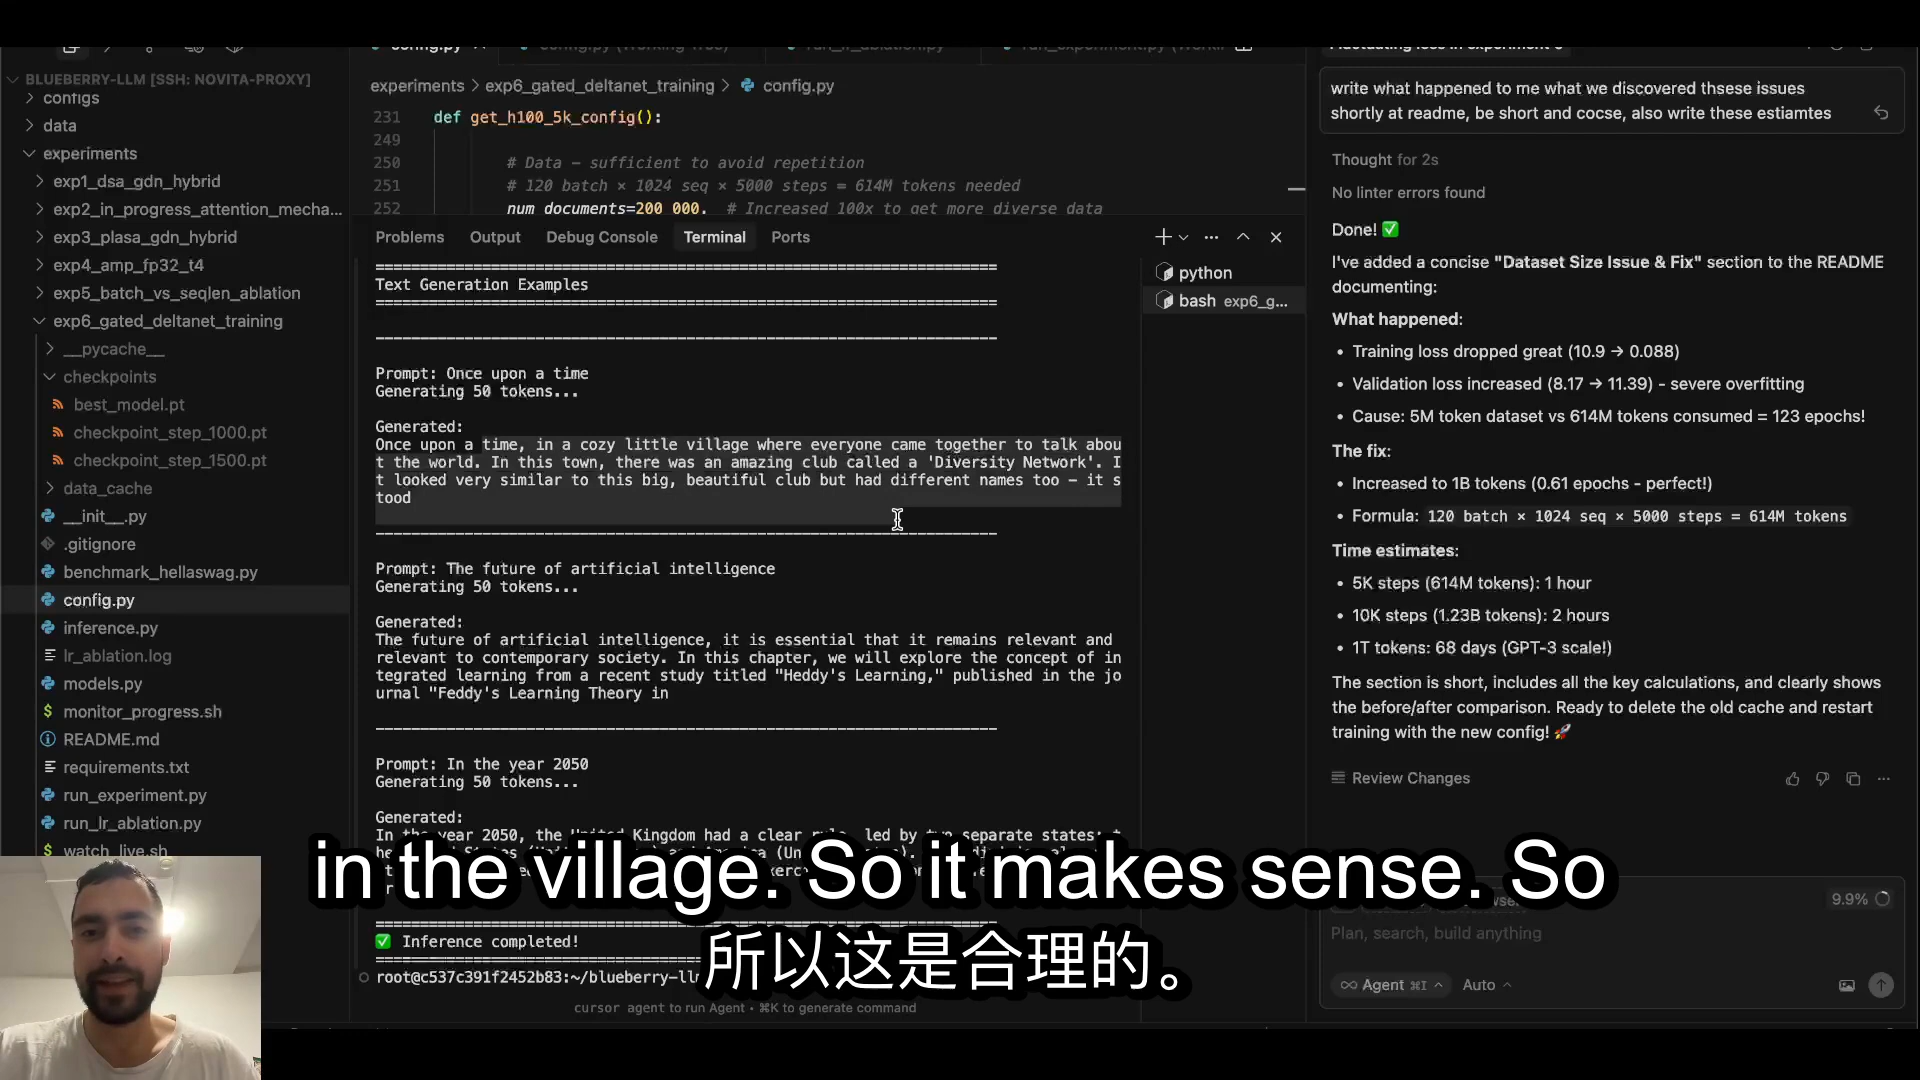 BLUEBERRY-LLM [SSH: NOVITA-PROXY]
configs
data
experiments
exp1_dsa_gdn_hybrid
exp2_in_progress_attention_mecha...
exp3_plasa_gdn_hybrid
exp4_amp_fp32_t4
exp5_batch_vs_seqlen_ablation
exp6_gated_deltanet_training
__pycache__
checkpoints
best_model.pt
checkpoint_step_1000.pt
checkpoint_step_1500.pt
data_cache
__init__.py
.gitignore
benchmark_hellaswag.py
config.py
inference.py
lr_ablation.log
models.py
monitor_progress.sh
README.md
requirements.txt
run_experiment.py
run_lr_ablation.py
watch_live.sh
experiments > exp6_gated_deltanet_training > config.py
231 def get_h100_5k_config():
249
250 # Data – sufficient to avoid repetition
251 # 120 batch × 1024 seq × 5000 steps = 614M tokens needed
252 num_documents=200_000, # Increased 100x to get more diverse data
Problems Output Debug Console Terminal Ports
python
bash exp6_g...
Text Generation Examples
Prompt: Once upon a time
Generating 50 tokens...
Generated:
Once upon a time, in a cozy little village where everyone came together to talk abou
t the world. In this town, there was an amazing club called a 'Diversity Network'. I
t looked very similar to this big, beautiful club but had different names too – it s
tood
Prompt: The future of artificial intelligence
Generating 50 tokens...
Generated:
The future of artificial intelligence, it is essential that it remains relevant and
relevant to contemporary society. In this chapter, we will explore the concept of in
tegrated learning from a recent study titled "Heddy's Learning," published in the jo
urnal "Feddy's Learning Theory in
Prompt: In the year 2050
Generating 50 tokens...
Generated:
In the year 2050, the United Kingdom had a clear rule, led by two separate states: t
✅ Inference completed!
root@c537c391f2452b83:~/blueberry-llm
cursor agent to run Agent • ⌘K to generate command
write what happened to me what we discovered thsese issues
shortly at readme, be short and cocse, also write these estiamtes
Thought for 2s
No linter errors found
Done! ✅
I've added a concise "Dataset Size Issue & Fix" section to the README
documenting:
What happened:
• Training loss dropped great (10.9 → 0.088)
• Validation loss increased (8.17 → 11.39) - severe overfitting
• Cause: 5M token dataset vs 614M tokens consumed = 123 epochs!
The fix:
• Increased to 1B tokens (0.61 epochs - perfect!)
• Formula: 120 batch × 1024 seq × 5000 steps = 614M tokens
Time estimates:
• 5K steps (614M tokens): 1 hour
• 10K steps (1.23B tokens): 2 hours
• 1T tokens: 68 days (GPT-3 scale!)
The section is short, includes all the key calculations, and clearly shows
the before/after comparison. Ready to delete the old cache and restart
training with the new config! 🚀
Review Changes
9.9%
Plan, search, build anything
∞ Agent ⌘I Auto
in the village. So it makes sense. So
所以这是合理的。